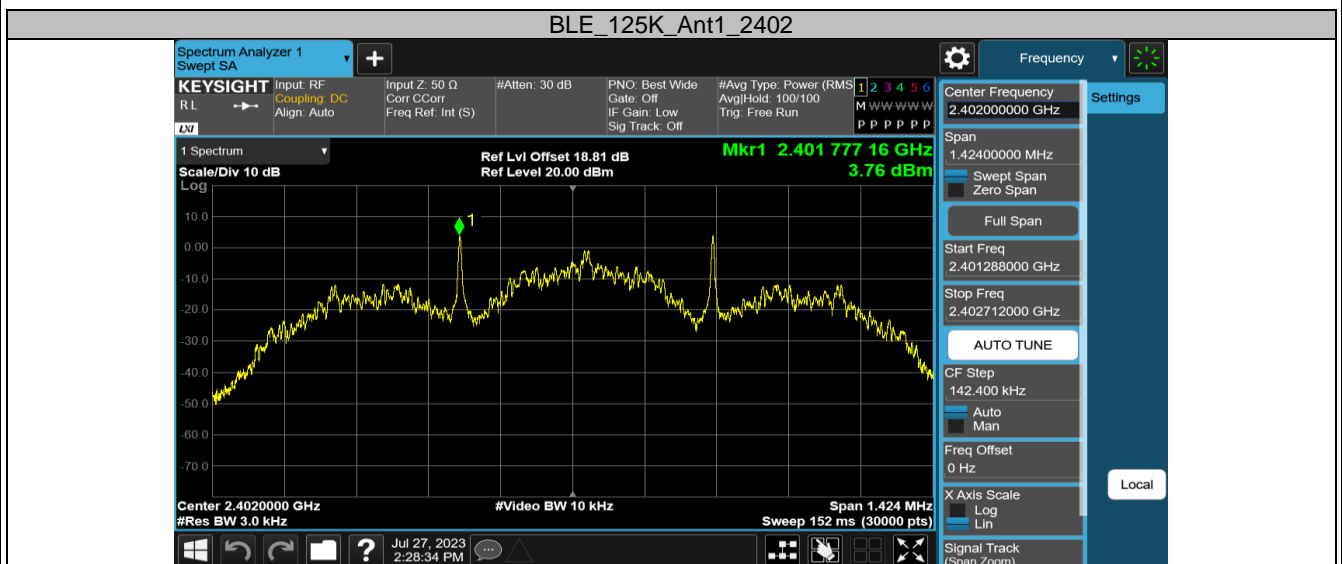 BLE_125K_Ant1_2402
Spectrum Analyzer 1
Swept SA
Frequency
KEYSIGHT
R L
LXI
Input: RF
Coupling: DC
Align: Auto
Input Z: 50 Ω
Corr CCorr
Freq Ref: Int (S)
#Atten: 30 dB
PNO: Best Wide
Gate: Off
IF Gain: Low
Sig Track: Off
#Avg Type: Power (RMS
Avg|Hold: 100/100
Trig: Free Run
1 2 3 4 5 6
M W W W W W
P P P P P P
1 Spectrum
Scale/Div 10 dB
Log
Ref Lvl Offset 18.81 dB
Ref Level 20.00 dBm
Mkr1 2.401 777 16 GHz
3.76 dBm
1
10.0
0.00
-10.0
-20.0
-30.0
-40.0
-50.0
-60.0
-70.0
Center 2.4020000 GHz
#Res BW 3.0 kHz
#Video BW 10 kHz
Span 1.424 MHz
Sweep 152 ms (30000 pts)
Jul 27, 2023
2:28:34 PM
Center Frequency
2.402000000 GHz
Span
1.42400000 MHz
Swept Span
Zero Span
Full Span
Start Freq
2.401288000 GHz
Stop Freq
2.402712000 GHz
AUTO TUNE
CF Step
142.400 kHz
Auto
Man
Freq Offset
0 Hz
X Axis Scale
Log
Lin
Signal Track
(Span Zoom)
Settings
Local